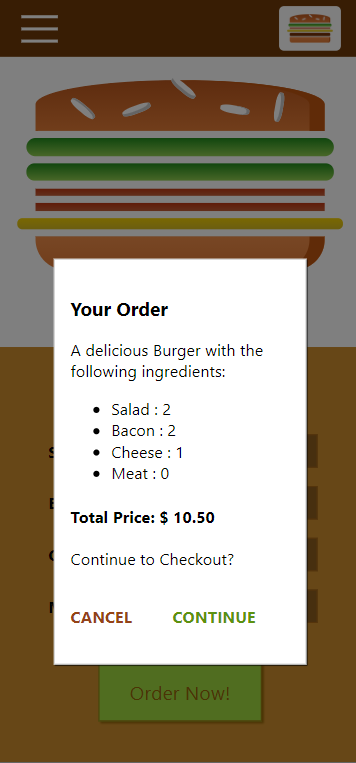 Your Order
A delicious Burger with the
following ingredients:
Salad : 2
Bacon : 2
Cheese : 1
Meat : 0
Total Price: $ 10.50
Continue to Checkout?
CANCEL CONTINUE
Order Now!